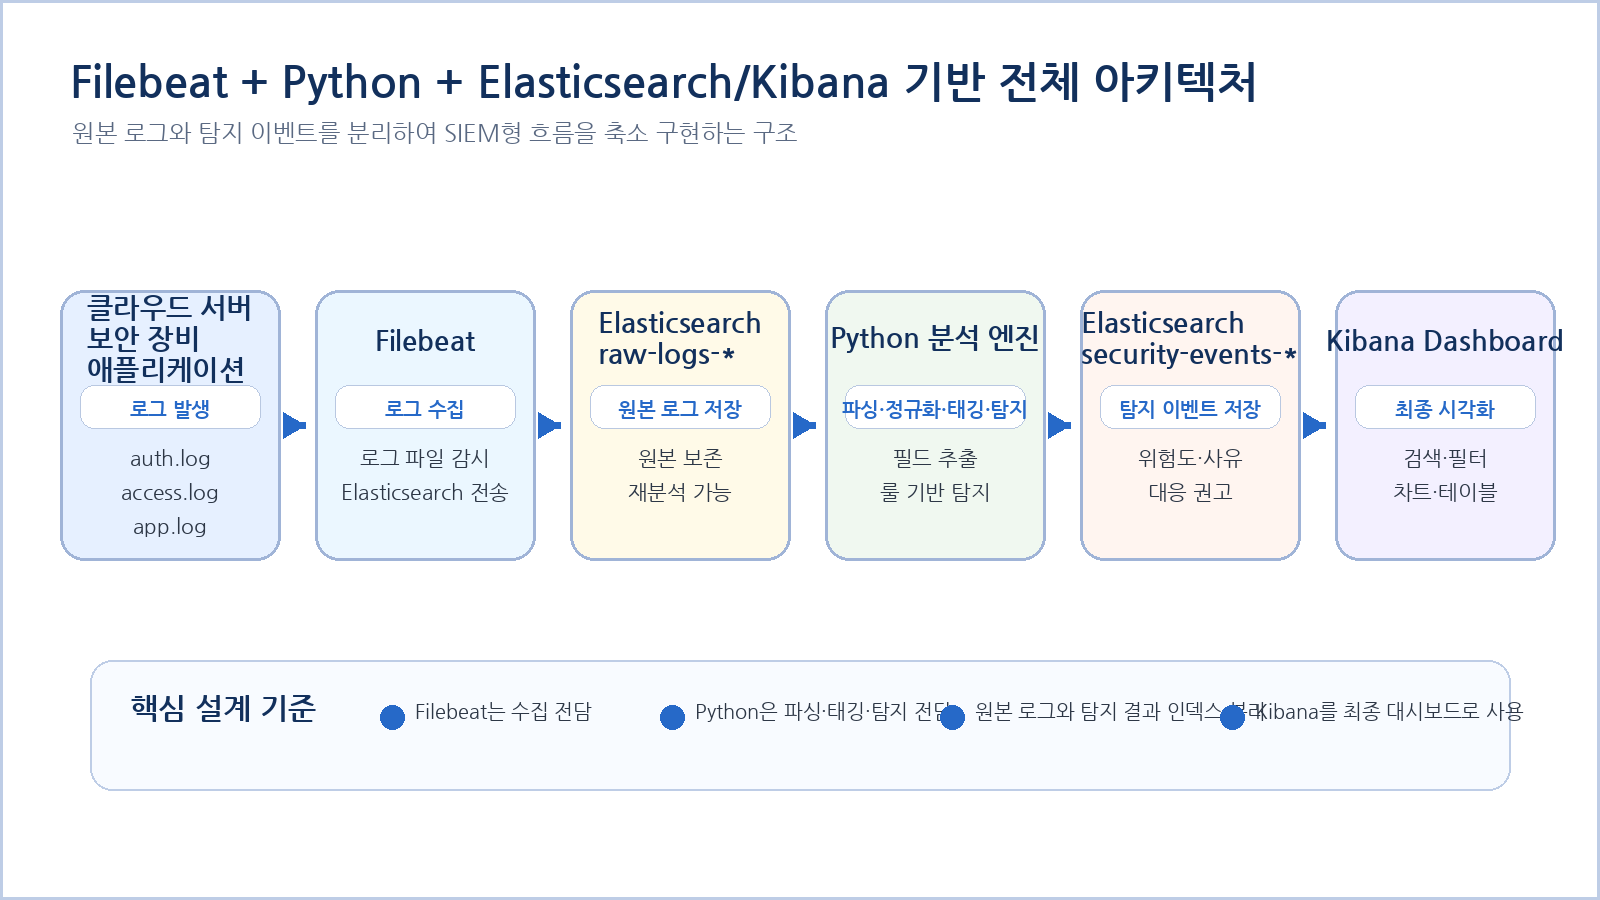 Filebeat + Python + Elasticsearch/Kibana 기반 전체 아키텍처
원본 로그와 탐지 이벤트를 분리하여 SIEM형 흐름을 축소 구현하는 구조
클라우드 서버
보안 장비
애플리케이션
로그 발생
auth.log
access.log
app.log
Filebeat
로그 수집
로그 파일 감시
Elasticsearch 전송
Elasticsearch
raw-logs-*
원본 로그 저장
원본 보존
재분석 가능
Python 분석 엔진
파싱·정규화·태깅·탐지
필드 추출
룰 기반 탐지
Elasticsearch
security-events-*
탐지 이벤트 저장
위험도·사유
대응 권고
Kibana Dashboard
최종 시각화
검색·필터
차트·테이블
핵심 설계 기준
Filebeat는 수집 전담
Python은 파싱·태깅·탐지 전담
원본 로그와 탐지 결과 인덱스 분리
Kibana를 최종 대시보드로 사용